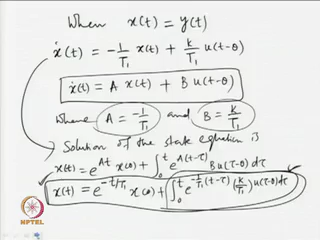 When x(t) = y(t)
ẋ(t) = -1/T₁ x(t) + k/T₁ u(t-θ)
ẋ(t) = A x(t) + B u(t-θ)
Where A = -1/T₁ and B = k/T₁
Solution of the state equation is
x(t) = e^{At} x(0) + ∫₀ᵗ e^{A(t-τ)} B u(τ-θ) dτ
x(t) = e^{-t/T₁} x(0) + ∫₀ᵗ e^{-1/T₁(t-τ)} (k/T₁) u(τ-θ) dτ
NPTEL